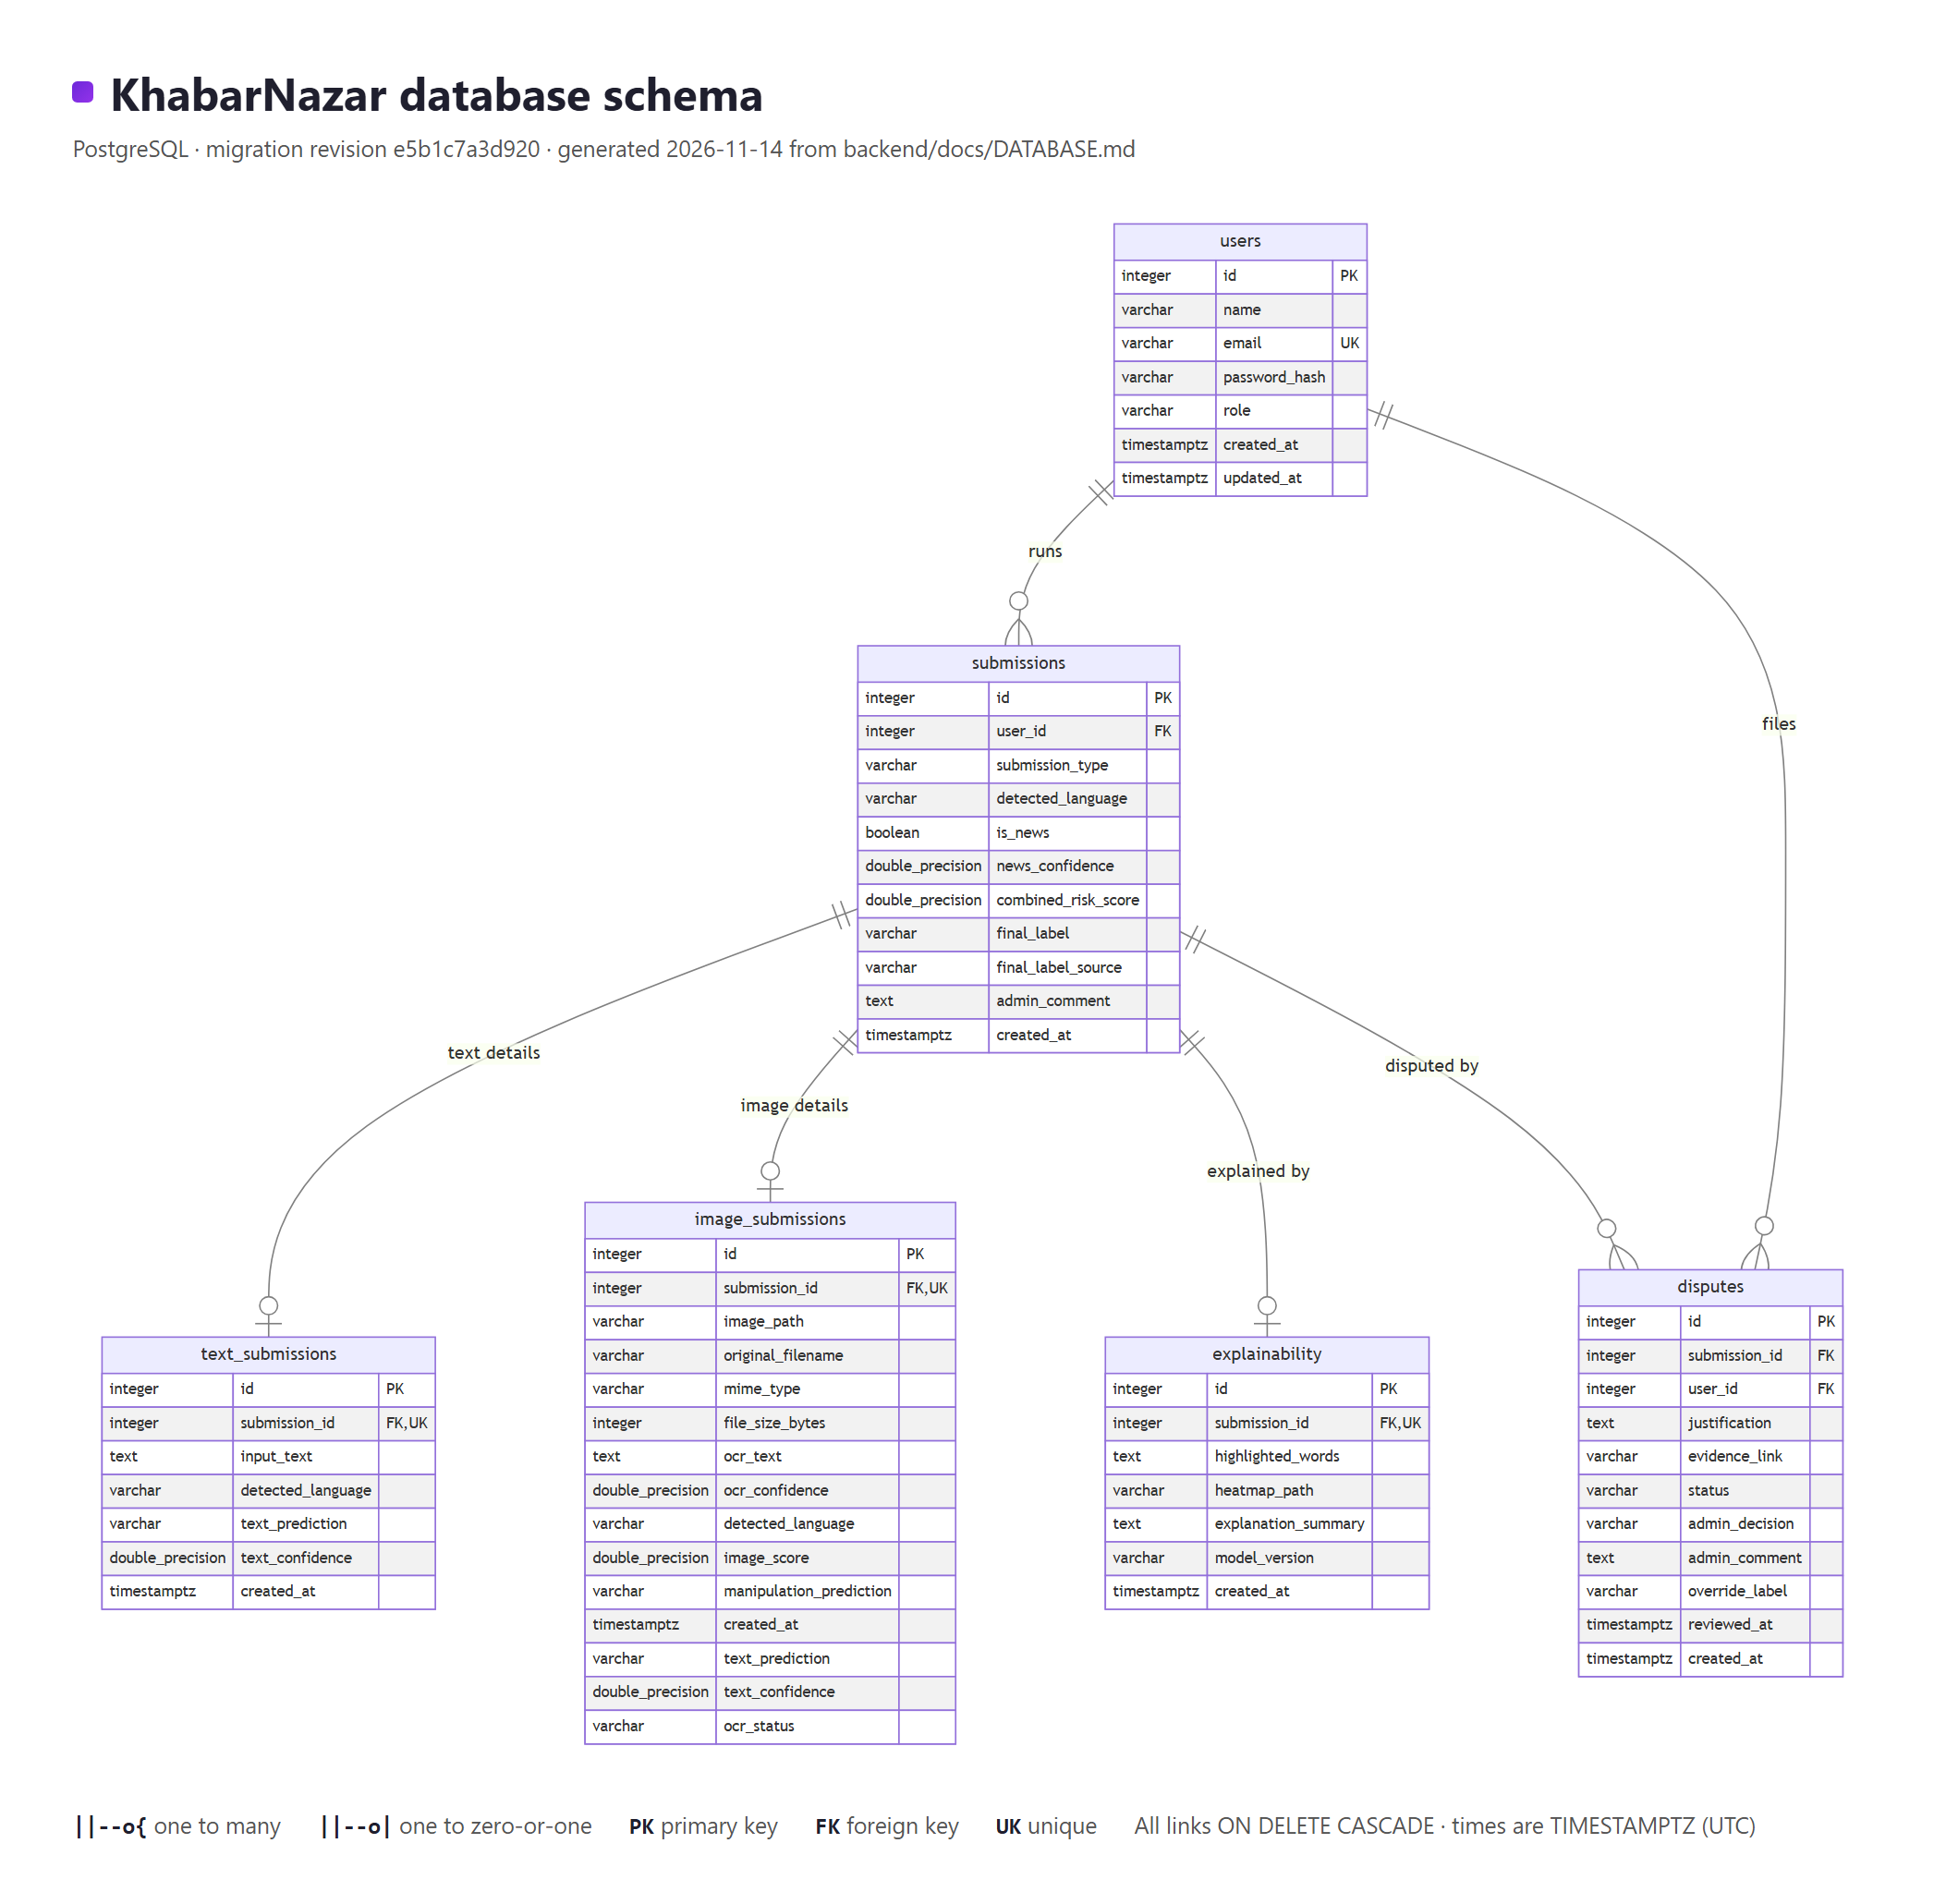 KhabarNazar database schema
PostgreSQL · migration revision e5b1c7a3d920 · generated 2026-11-14 from backend/docs/DATABASE.md
users
integer id PK
varchar name
varchar email UK
varchar password_hash
varchar role
timestamptz created_at
timestamptz updated_at
runs
files
submissions
integer id PK
integer user_id FK
varchar submission_type
varchar detected_language
boolean is_news
double_precision news_confidence
double_precision combined_risk_score
varchar final_label
varchar final_label_source
text admin_comment
timestamptz created_at
text details
image details
explained by
disputed by
text_submissions
integer id PK
integer submission_id FK,UK
text input_text
varchar detected_language
varchar text_prediction
double_precision text_confidence
timestamptz created_at
image_submissions
integer id PK
integer submission_id FK,UK
varchar image_path
varchar original_filename
varchar mime_type
integer file_size_bytes
text ocr_text
double_precision ocr_confidence
varchar detected_language
double_precision image_score
varchar manipulation_prediction
timestamptz created_at
varchar text_prediction
double_precision text_confidence
varchar ocr_status
explainability
integer id PK
integer submission_id FK,UK
text highlighted_words
varchar heatmap_path
text explanation_summary
varchar model_version
timestamptz created_at
disputes
integer id PK
integer submission_id FK
integer user_id FK
text justification
varchar evidence_link
varchar status
varchar admin_decision
text admin_comment
varchar override_label
timestamptz reviewed_at
timestamptz created_at
||--o{ one to many ||--o| one to zero-or-one PK primary key FK foreign key UK unique All links ON DELETE CASCADE · times are TIMESTAMPTZ (UTC)